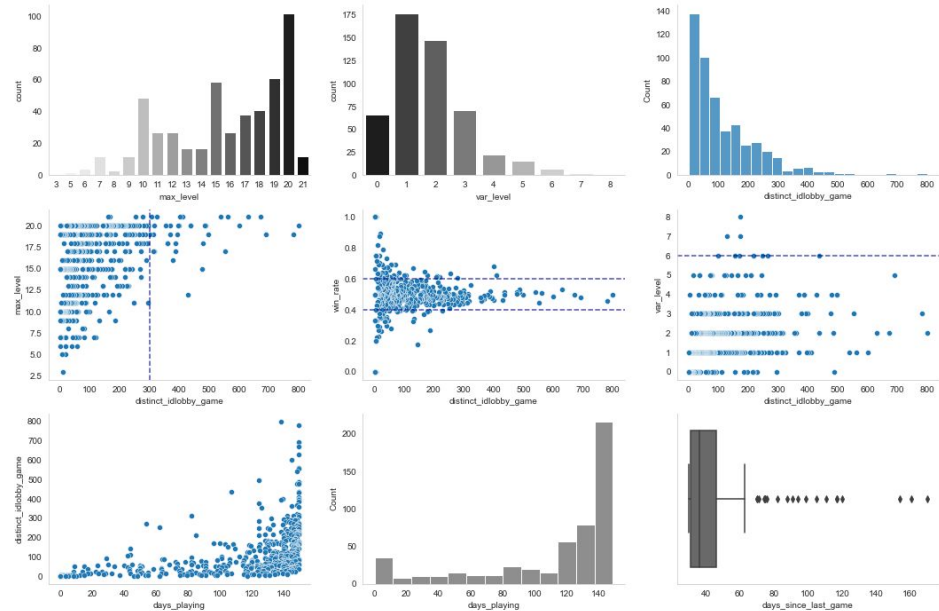 100
80
60
40
20
0
count
3 5 6 7 8 9 10 11 12 13 14 15 16 17 18 19 20 21
max_level
175
150
125
100
75
50
25
0
count
0 1 2 3 4 5 6 7 8
var_level
140
120
100
80
60
40
20
0
Count
0 100 200 300 400 500 600 700 800
distinct_idlobby_game
20.0
17.5
15.0
12.5
10.0
7.5
5.0
2.5
max_level
0 100 200 300 400 500 600 700 800
distinct_idlobby_game
1.0
0.8
0.6
0.4
0.2
0.0
win_rate
0 100 200 300 400 500 600 700 800
distinct_idlobby_game
8
7
6
5
4
3
2
1
0
var_level
0 100 200 300 400 500 600 700 800
distinct_idlobby_game
800
700
600
500
400
300
200
100
0
distinct_idlobby_game
0 20 40 60 80 100 120 140
days_playing
200
150
100
50
0
Count
0 20 40 60 80 100 120 140
days_playing
40 60 80 100 120 140 160
days_since_last_game